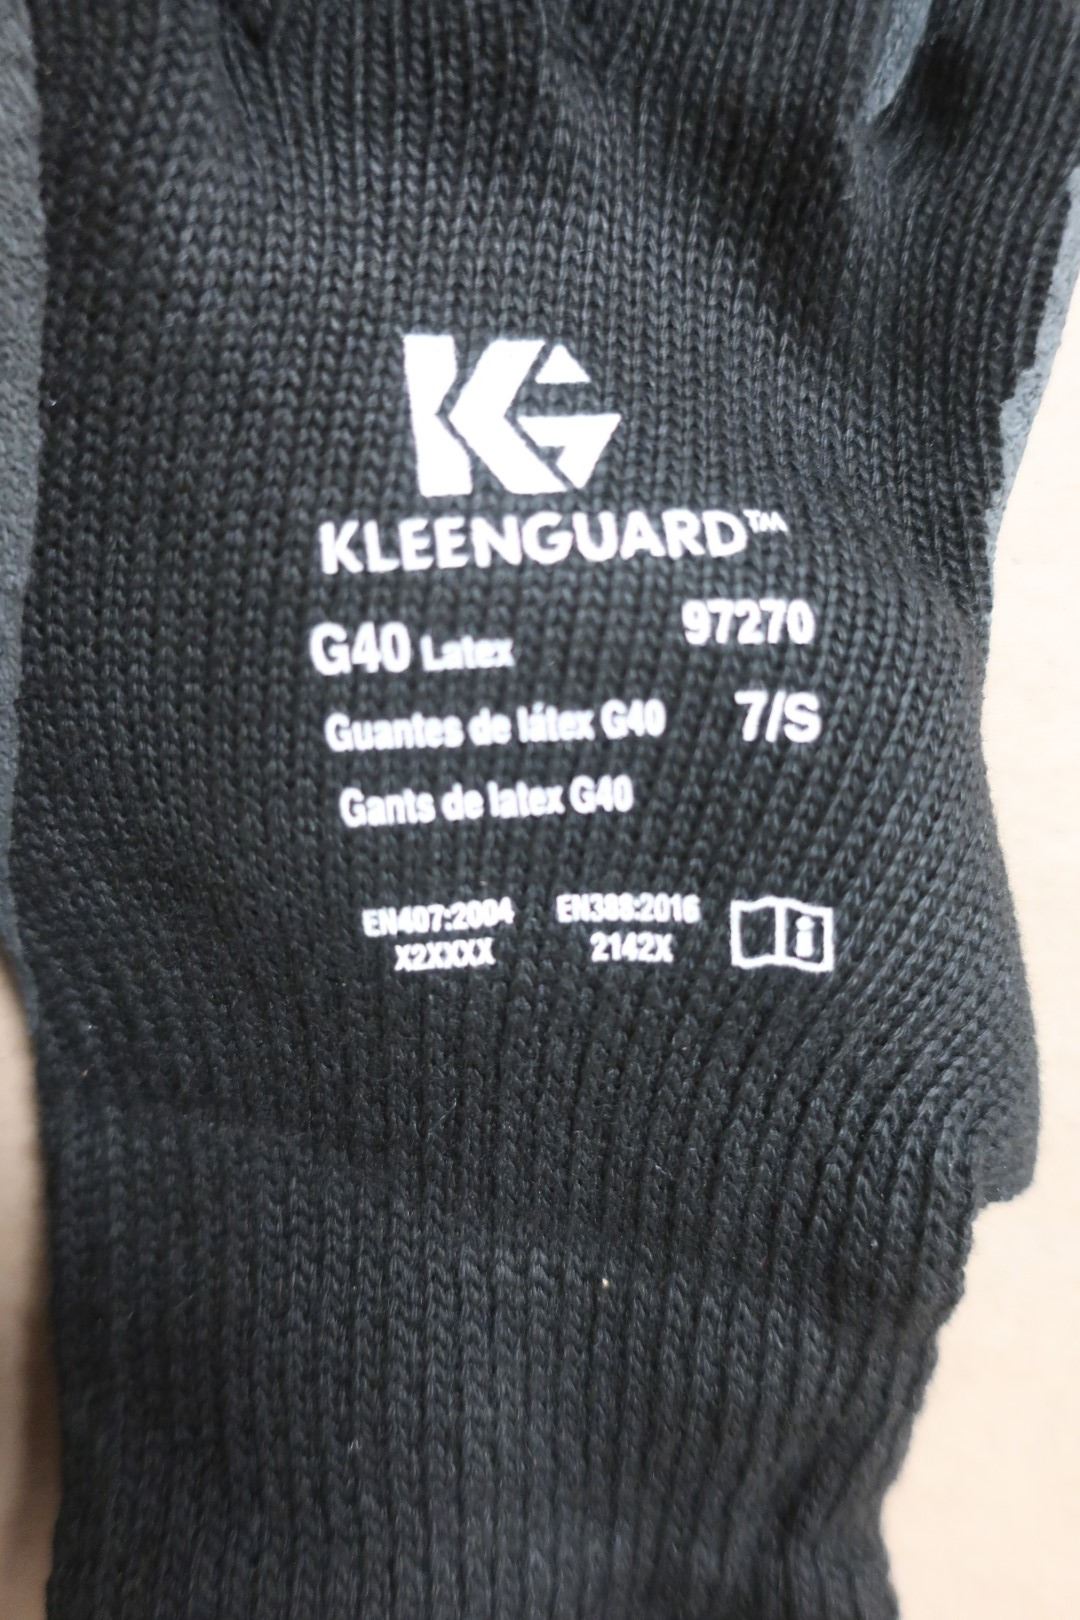 KG
KLEENGUARD™
G40 Latex 97270
Guantes de látex G40 7/S
Gants de latex G40
EN407:2004 EN388:2016
X2XXXX 2142X